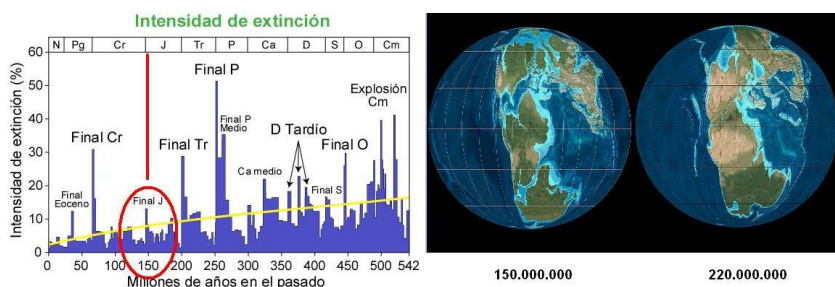 Intensidad de extinción
N Pg Cr J Tr P Ca D S O Cm
Intensidad de extinción (%)
60
50
40
30
20
10
0
Final Eoceno
Final Cr
Final J
Final Tr
Final P
Final P
Medio
Ca medio
D Tardío
Final S
Final O
Explosión
Cm
0 50 100 150 200 250 300 350 400 450 500 542
Millones de años en el pasado
150.000.000
220.000.000